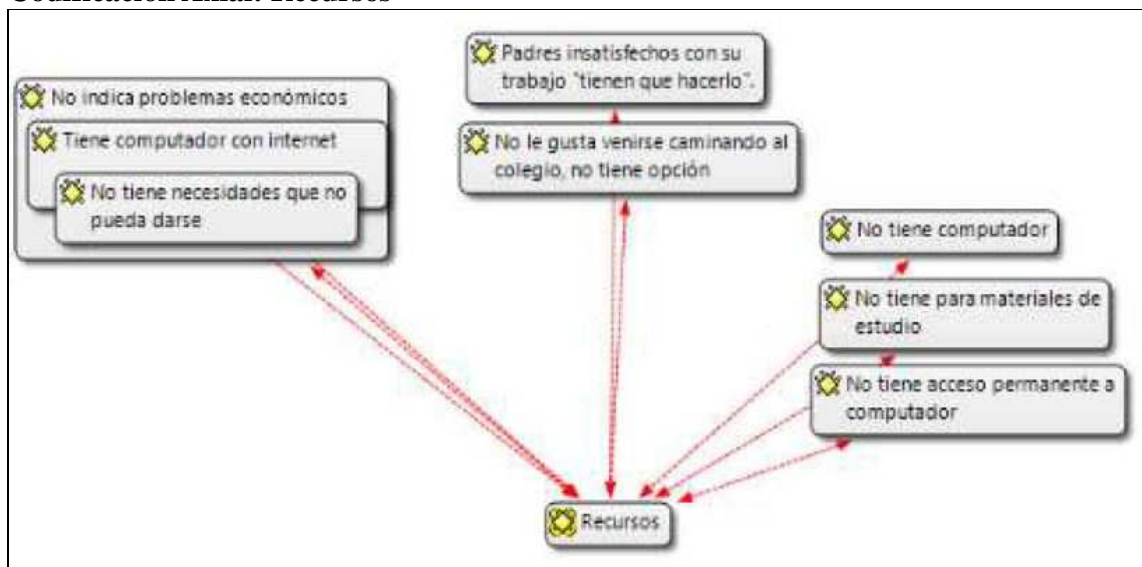 Codificación Axial: Recursos
No indica problemas económicos
Tiene computador con internet
No tiene necesidades que no
pueda darse
Padres insatisfechos con su
trabajo "tienen que hacerlo".
No le gusta venirse caminando al
colegio, no tiene opción
No tiene computador
No tiene para materiales de
estudio
No tiene acceso permanente a
computador
Recursos